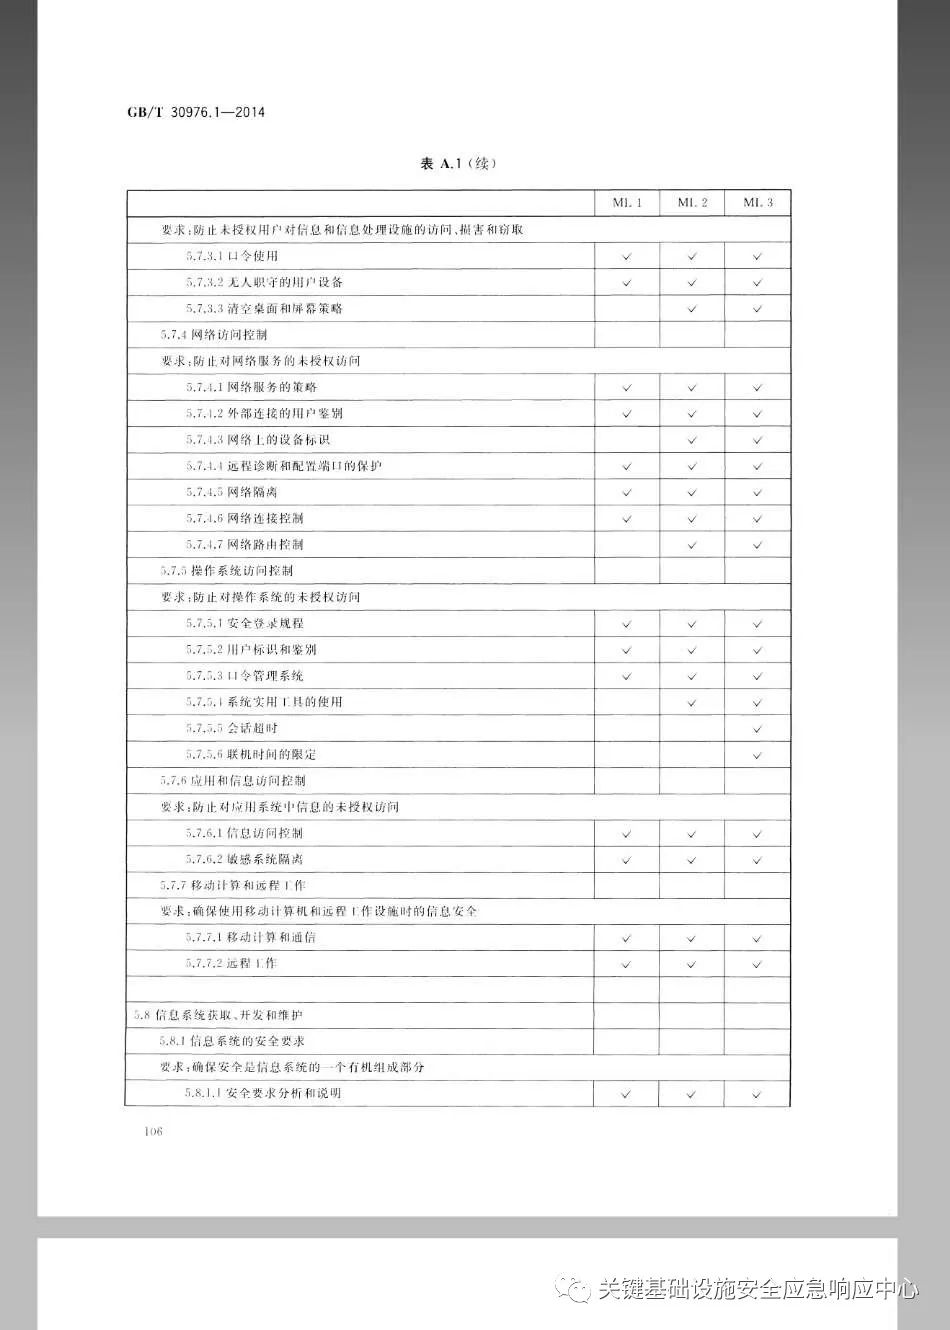 GB/T 30976.1—2014
表 A.1（续）
ML 1 ML 2 ML 3
要求:防止未授权用户对信息和信息处理设施的访问、损害和窃取
5.7.3.1 口令使用 √ √ √
5.7.3.2 无人职守的用户设备 √ √ √
5.7.3.3 清空桌面和屏幕策略 √ √
5.7.4 网络访问控制
要求:防止对网络服务的未授权访问
5.7.4.1 网络服务的策略 √ √ √
5.7.4.2 外部连接的用户鉴别 √ √ √
5.7.4.3 网络上的设备标识 √ √
5.7.4.4 远程诊断和配置端口的保护 √ √ √
5.7.4.5 网络隔离 √ √ √
5.7.4.6 网络连接控制 √ √ √
5.7.4.7 网络路由控制 √ √
5.7.5 操作系统访问控制
要求:防止对操作系统的未授权访问
5.7.5.1 安全登录规程 √ √ √
5.7.5.2 用户标识和鉴别 √ √ √
5.7.5.3 口令管理系统 √ √ √
5.7.5.4 系统实用工具的使用 √ √
5.7.5.5 会话超时 √
5.7.5.6 联机时间的限定 √
5.7.6 应用和信息访问控制
要求:防止对应用系统中信息的未授权访问
5.7.6.1 信息访问控制 √ √ √
5.7.6.2 敏感系统隔离 √ √ √
5.7.7 移动计算和远程工作
要求:确保使用移动计算机和远程工作设施时的信息安全
5.7.7.1 移动计算和通信 √ √ √
5.7.7.2 远程工作 √ √ √
5.8 信息系统获取、开发和维护
5.8.1 信息系统的安全要求
要求:确保安全是信息系统的一个有机组成部分
5.8.1.1 安全要求分析和说明 √ √ √
106
关键基础设施安全应急响应中心